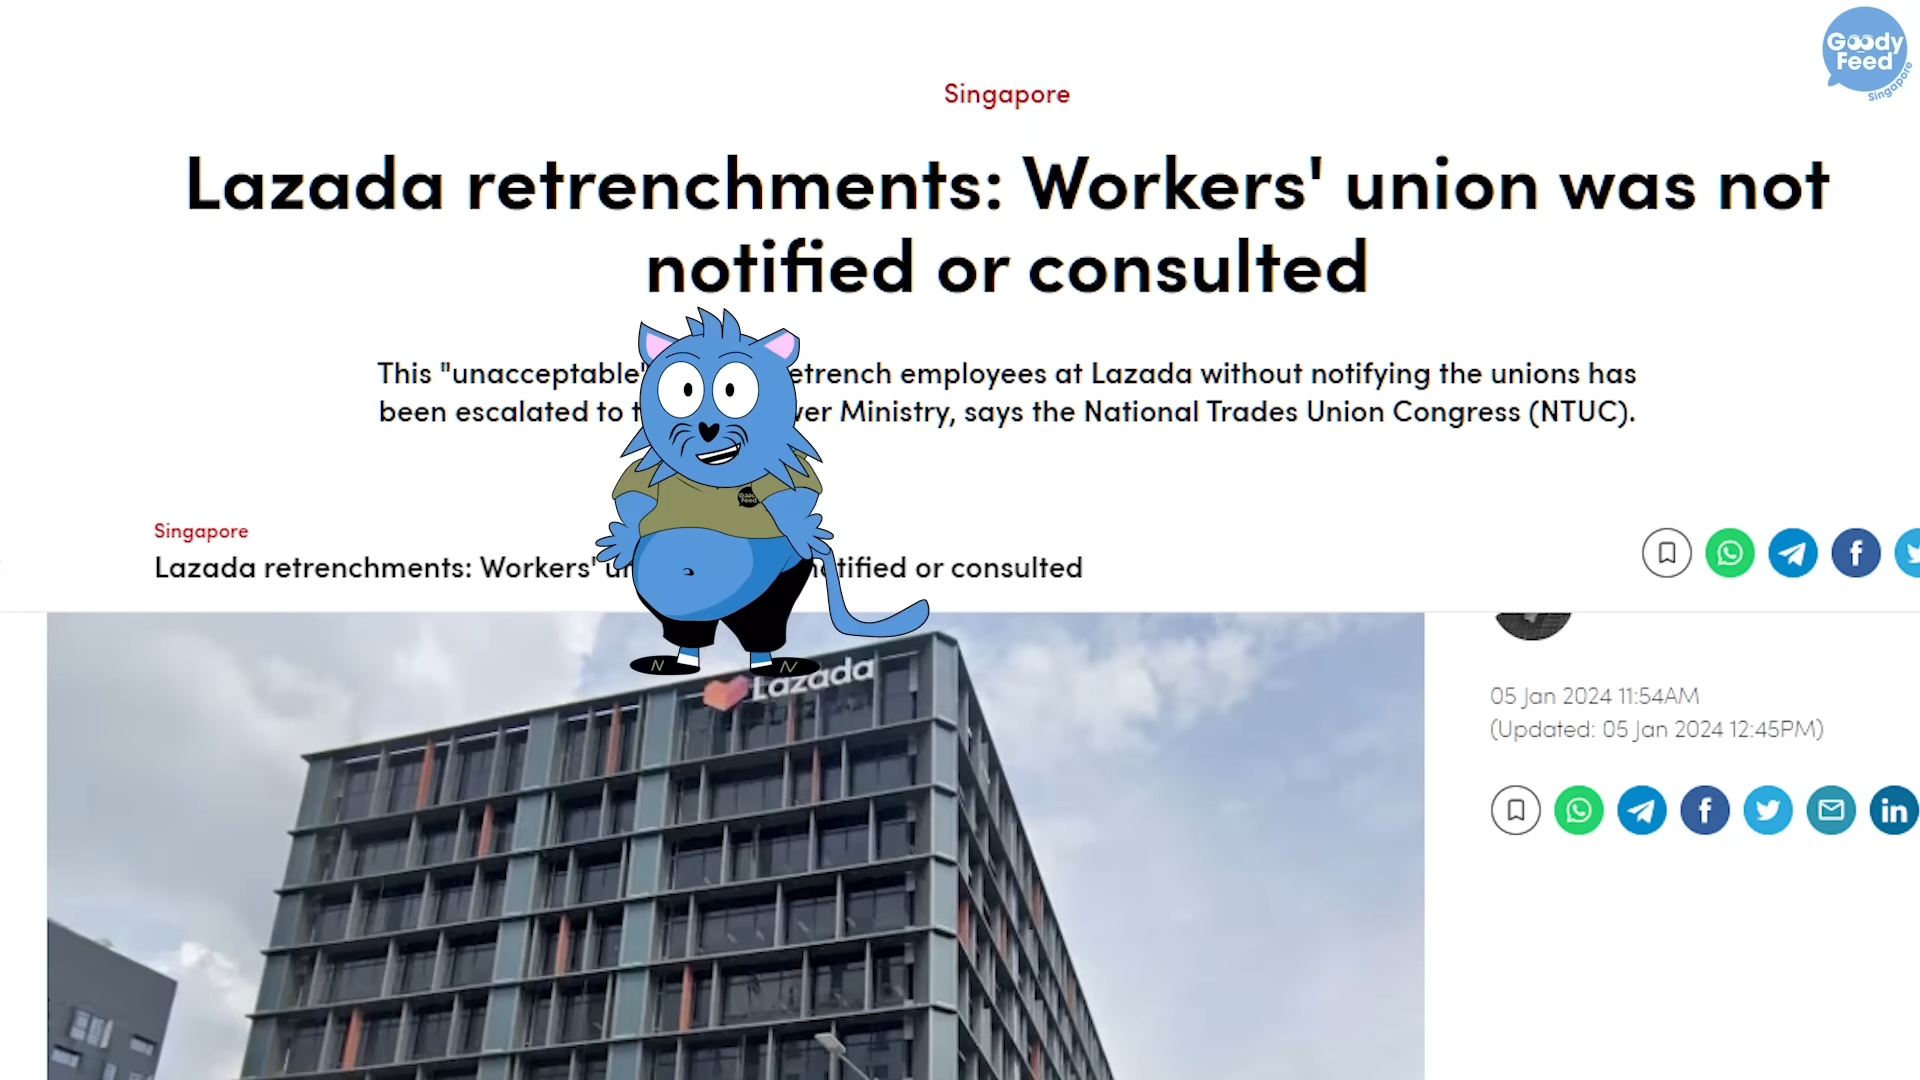 Goody
Feed
Singapore
Singapore
Lazada retrenchments: Workers' union was not
notified or consulted
This "unacceptable" etrench employees at Lazada without notifying the unions has
been escalated to t ver Ministry, says the National Trades Union Congress (NTUC).
Singapore
Lazada retrenchments: Workers' u otified or consulted
Lazada
05 Jan 2024 11:54AM
(Updated: 05 Jan 2024 12:45PM)